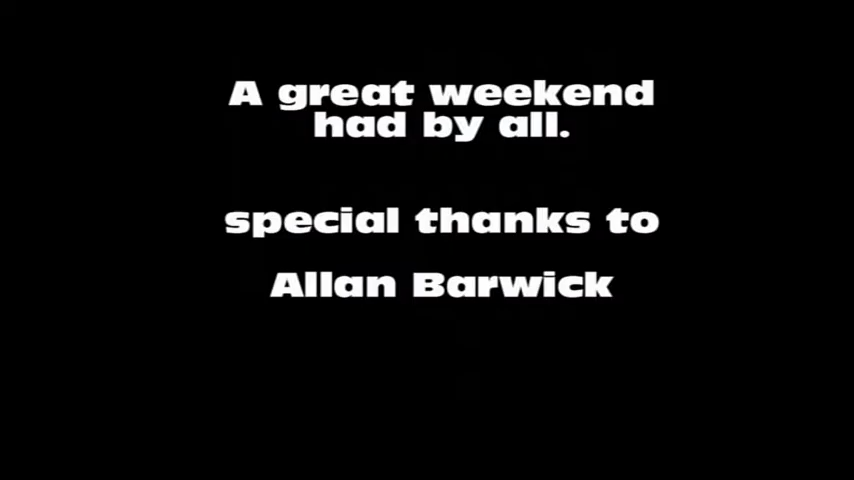 A great weekend
had by all.
special thanks to
Allan Barwick